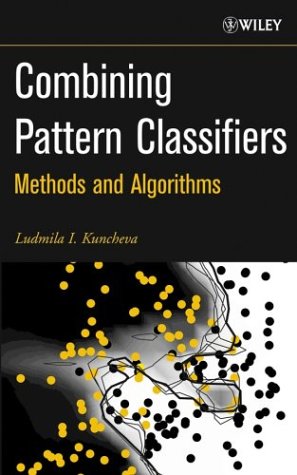 WILEY
Combining
Pattern Classifiers
Methods and Algorithms
Ludmila I. Kuncheva